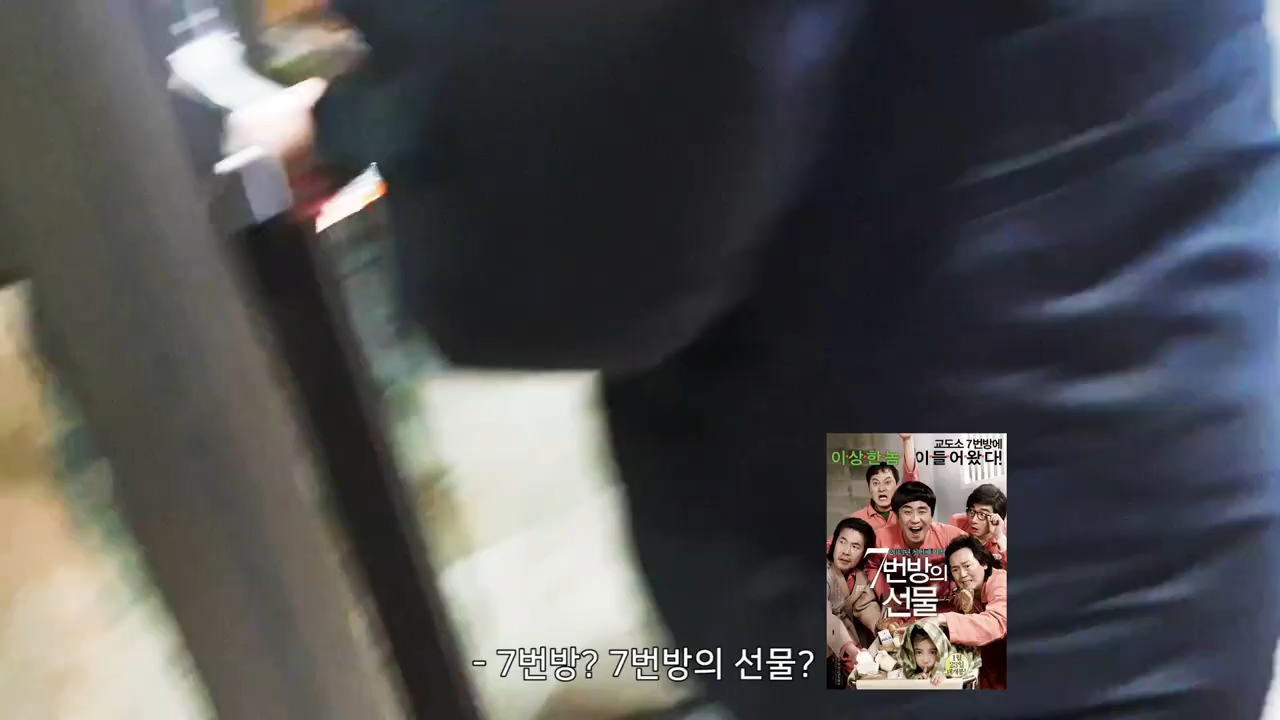 교도소 7번방에
이상한 놈이 들어왔다!
7번방의
선물
- 7번방? 7번방의 선물?